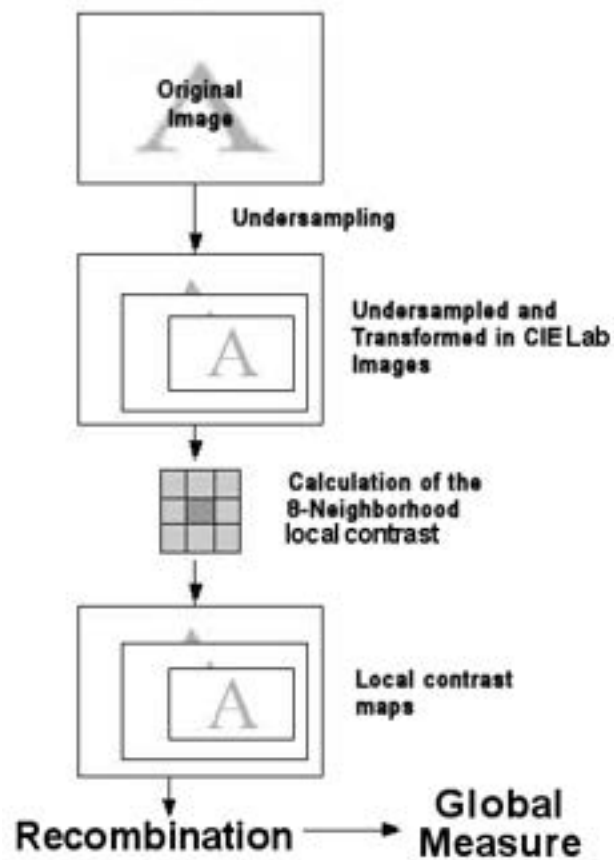 Original
Image
A
Undersampling
A
Undersampled and
Transformed in CIELab
Images
Calculation of the
8-Neighborhood
local contrast
A
Local contrast
maps
Recombination
Global
Measure